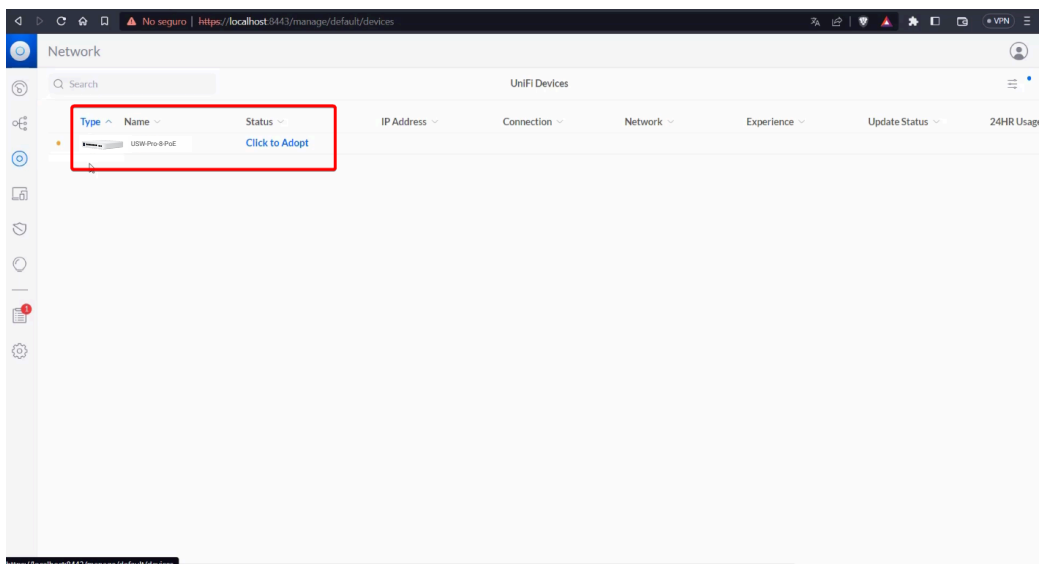 No seguro | https://localhost:8443/manage/default/devices
VPN
Network
Search
UniFi Devices
Type Name Status IP Address Connection Network Experience Update Status 24HR Usage
USW-Pro-8-PoE Click to Adopt
1